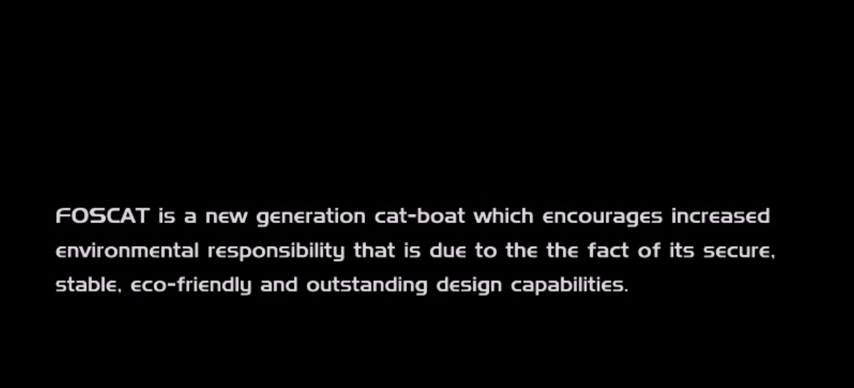 FOSCAT is a new generation cat-boat which encourages increased
environmental responsibility that is due to the the fact of its secure,
stable, eco-friendly and outstanding design capabilities.